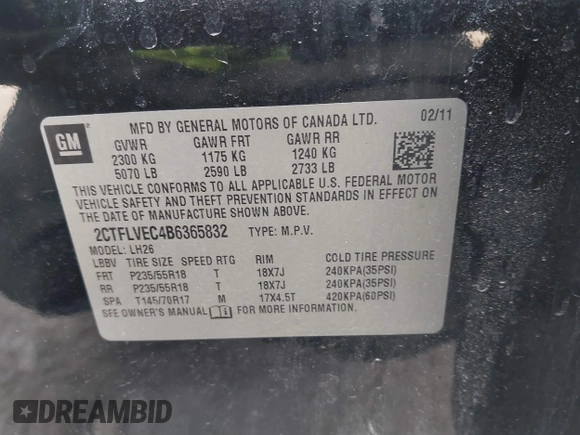 GM
MFD BY GENERAL MOTORS OF CANADA LTD. 02/11
GVWR GAWR FRT GAWR RR
2300 KG 1175 KG 1240 KG
5070 LB 2590 LB 2733 LB
THIS VEHICLE CONFORMS TO ALL APPLICABLE U.S. FEDERAL MOTOR
VEHICLE SAFETY AND THEFT PREVENTION STANDARDS IN EFFECT ON
THE DATE OF MANUFACTURE SHOWN ABOVE.
2CTFLVEC4B6365832 TYPE: M.P.V.
MODEL: LH26
LBBV TIRE SIZE SPEED RTG RIM COLD TIRE PRESSURE
FRT P235/55R18 T 18X7J 240KPA(35PSI)
RR P235/55R18 T 18X7J 240KPA(35PSI)
SPA T145/70R17 M 17X4.5T 420KPA(60PSI)
SEE OWNER'S MANUAL FOR MORE INFORMATION
DREAMBID